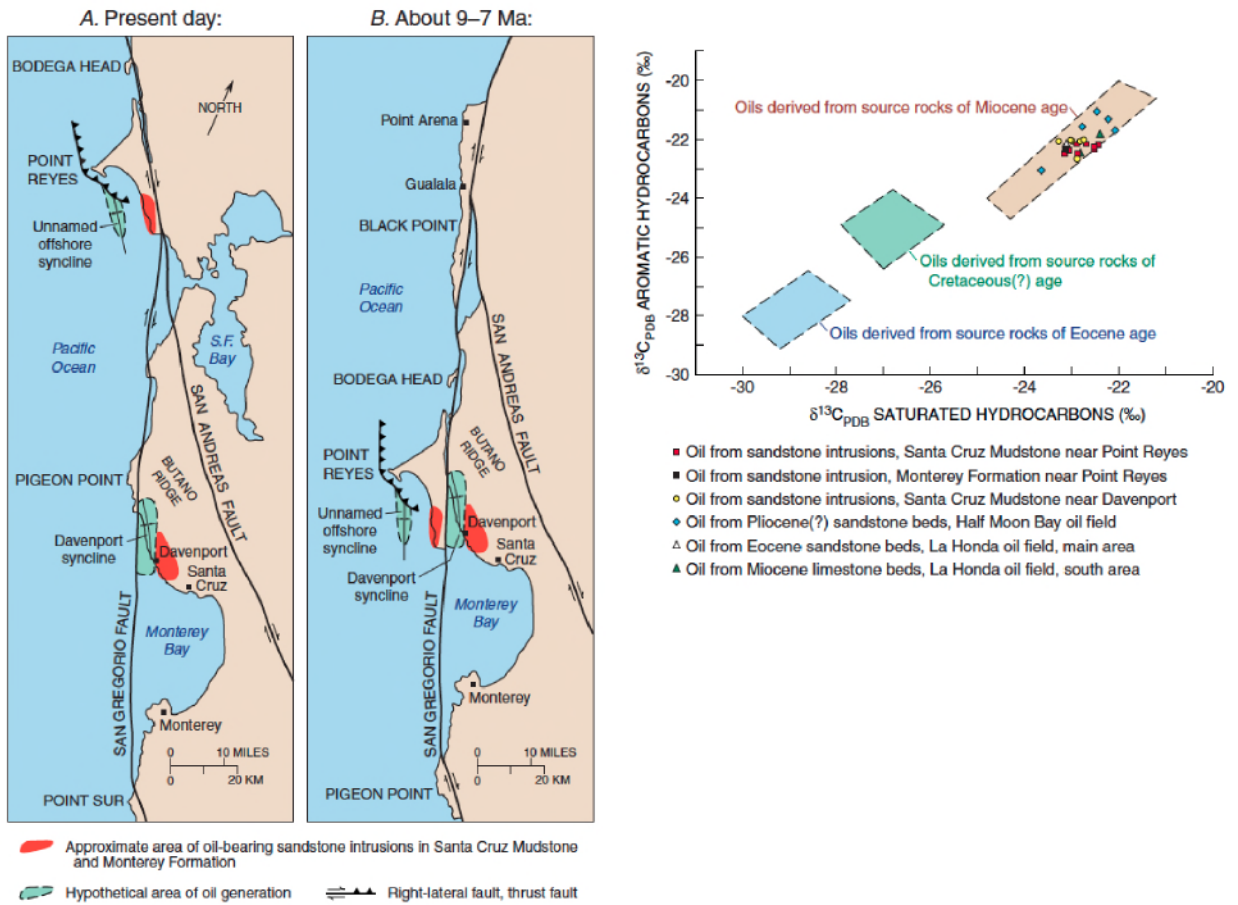 A. Present day:
BODEGA HEAD
NORTH
POINT
REYES
Unnamed
offshore
syncline
Pacific
Ocean
S.F.
Bay
SAN ANDREAS FAULT
PIGEON POINT
BUTANO
RIDGE
Davenport
syncline
Davenport
Santa
Cruz
SAN GREGORIO FAULT
Monterey
Bay
Monterey
0 10 MILES
0 20 KM
POINT SUR
B. About 9–7 Ma:
Point Arena
Gualala
BLACK POINT
Pacific
Ocean
SAN ANDREAS FAULT
BODEGA HEAD
BUTANO
RIDGE
POINT
REYES
Unnamed
offshore
syncline
Davenport
Santa
Cruz
Davenport
syncline
SAN GREGORIO FAULT
Monterey
Bay
Monterey
0 10 MILES
0 20 KM
PIGEON POINT
Approximate area of oil-bearing sandstone intrusions in Santa Cruz Mudstone
and Monterey Formation
Hypothetical area of oil generation
Right-lateral fault, thrust fault
δ¹³C_PDB AROMATIC HYDROCARBONS (‰)
-20
-22
-24
-26
-28
-30
Oils derived from source rocks of Miocene age
Oils derived from source rocks of
Cretaceous(?) age
Oils derived from source rocks of Eocene age
-30 -28 -26 -24 -22 -20
δ¹³C_PDB SATURATED HYDROCARBONS (‰)
Oil from sandstone intrusions, Santa Cruz Mudstone near Point Reyes
Oil from sandstone intrusion, Monterey Formation near Point Reyes
Oil from sandstone intrusions, Santa Cruz Mudstone near Davenport
Oil from Pliocene(?) sandstone beds, Half Moon Bay oil field
Oil from Eocene sandstone beds, La Honda oil field, main area
Oil from Miocene limestone beds, La Honda oil field, south area